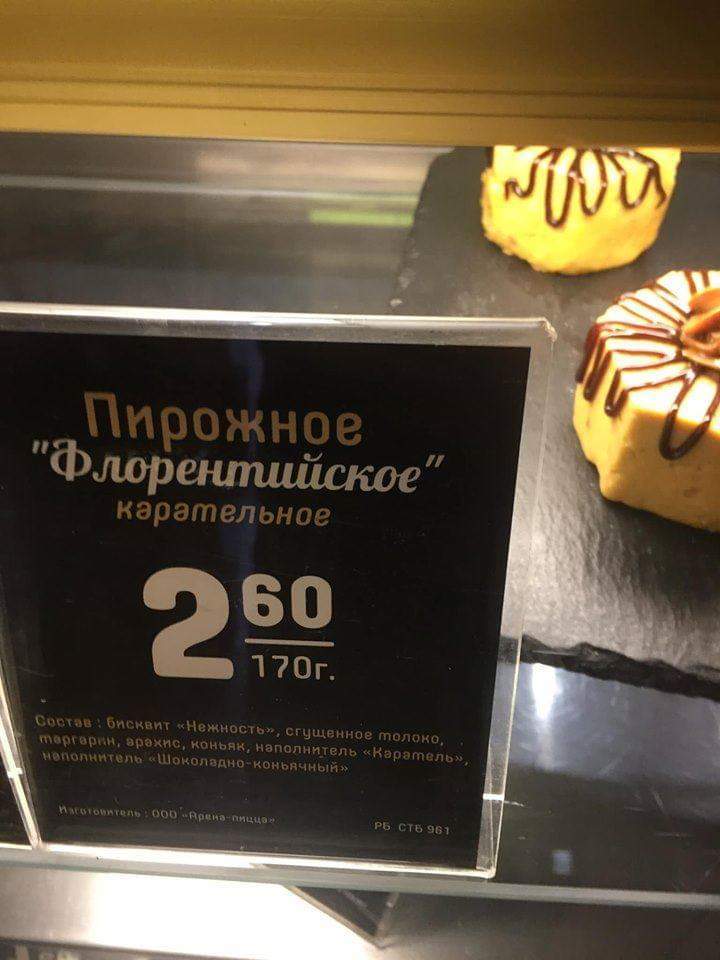 Пирожное
"Флорентийское"
карательное
2 60
170г.
Состав : бисквит «Нежность», сгущенное молоко,
маргарин, арахис, коньяк, наполнитель «Карамель»,
наполнитель «Шоколадно-коньячный»
Изготовитель : ООО «Арена-пицца»
РБ СТБ 961